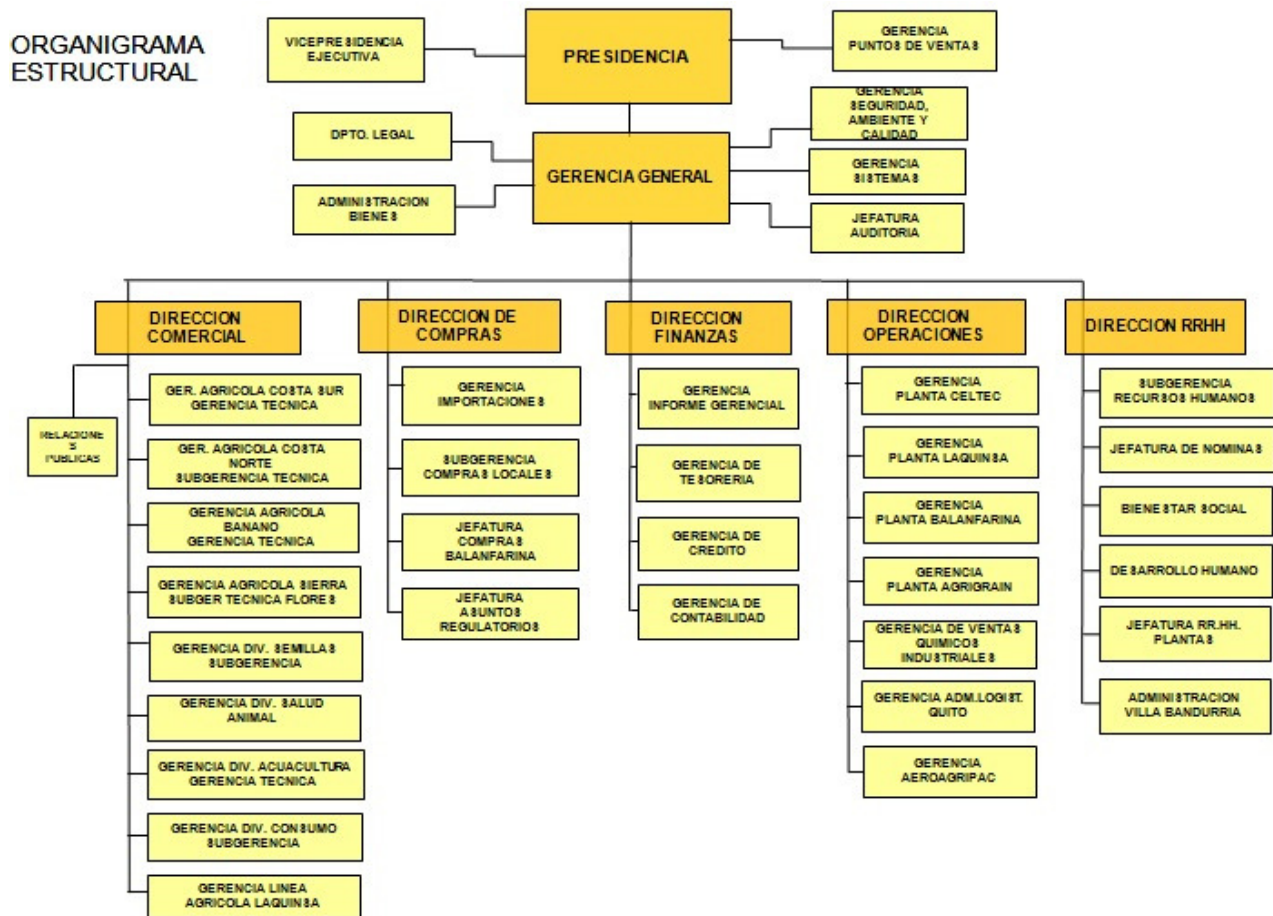 ORGANIGRAMA
ESTRUCTURAL
VICEPRESIDENCIA
EJECUTIVA
PRESIDENCIA
GERENCIA
PUNTOS DE VENTAS
DPTO. LEGAL
ADMINISTRACION
BIENES
GERENCIA GENERAL
GERENCIA
SEGURIDAD,
AMBIENTE Y
CALIDAD
GERENCIA
SISTEMAS
JEFATURA
AUDITORIA
DIRECCION
COMERCIAL
RELACIONE
S
PUBLICAS
GER. AGRICOLA COSTA SUR
GERENCIA TECNICA
GER. AGRICOLA COSTA
NORTE
SUBGERENCIA TECNICA
GERENCIA AGRICOLA
BANANO
GERENCIA TECNICA
GERENCIA AGRICOLA SIERRA
SUBGER TECNICA FLORES
GERENCIA DIV. SEMILLAS
SUBGERENCIA
GERENCIA DIV. SALUD
ANIMAL
GERENCIA DIV. ACUACULTURA
GERENCIA TECNICA
GERENCIA DIV. CONSUMO
SUBGERENCIA
GERENCIA LINEA
AGRICOLA LAQUINSA
DIRECCION DE
COMPRAS
GERENCIA
IMPORTACIONES
SUBGERENCIA
COMPRAS LOCALES
JEFATURA
COMPRAS
BALANFARINA
JEFATURA
ASUNTOS
REGULATORIOS
DIRECCION
FINANZAS
GERENCIA
INFORME GERENCIAL
GERENCIA DE
TESORERIA
GERENCIA DE
CREDITO
GERENCIA DE
CONTABILIDAD
DIRECCION
OPERACIONES
GERENCIA
PLANTA CELTEC
GERENCIA
PLANTA LAQUINSA
GERENCIA
PLANTA BALANFARINA
GERENCIA
PLANTA AGRIGRAIN
GERENCIA DE VENTAS
QUIMICOS
INDUSTRIALES
GERENCIA ADM.LOGIST.
QUITO
GERENCIA
AEROAGRIPAC
DIRECCION RRHH
SUBGERENCIA
RECURSOS HUMANOS
JEFATURA DE NOMINAS
BIENESTAR SOCIAL
DESARROLLO HUMANO
JEFATURA RR.HH.
PLANTAS
ADMINISTRACION
VILLA BANDURRIA